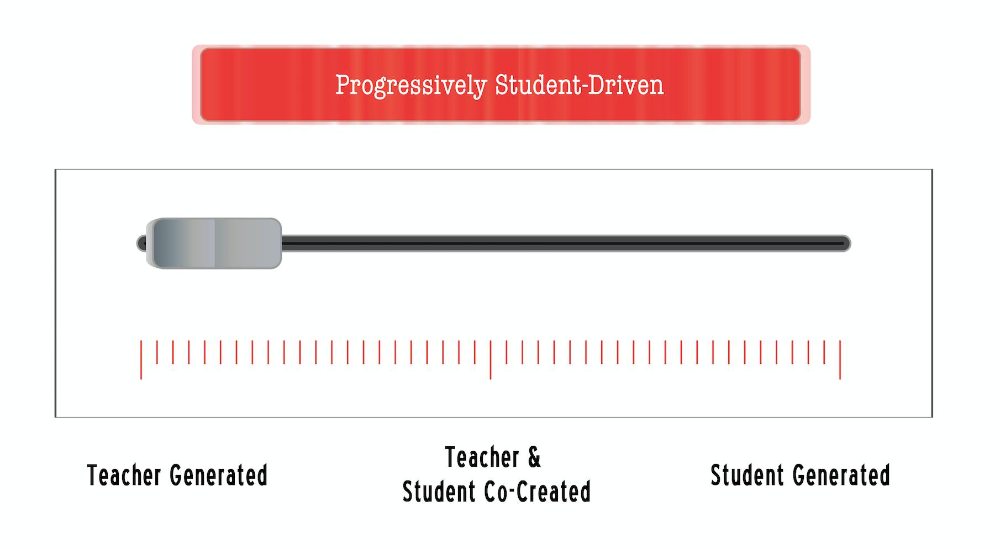 Progressively Student-Driven
Teacher Generated
Teacher &
Student Co-Created
Student Generated